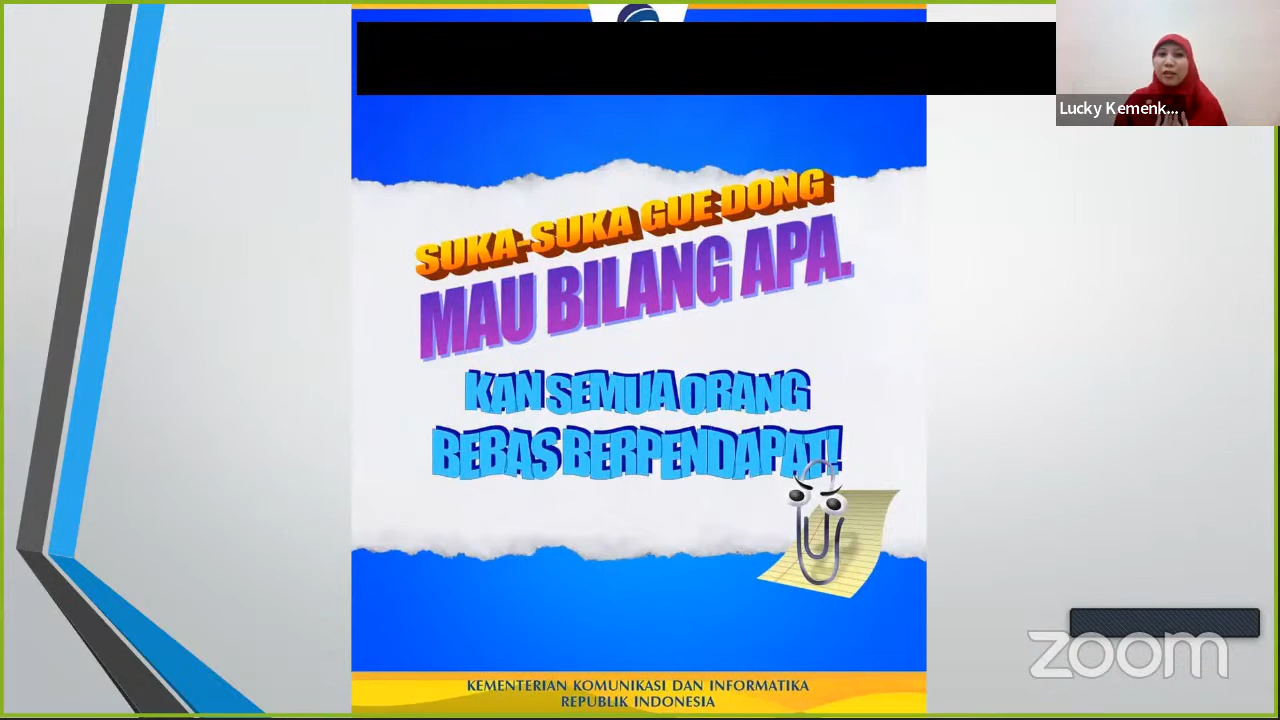 Lucky Kemenk...
SUKA-SUKA GUE DONG
MAU BILANG APA.
KAN SEMUA ORANG
BEBAS BERPENDAPAT!
KEMENTERIAN KOMUNIKASI DAN INFORMATIKA
REPUBLIK INDONESIA
zoom